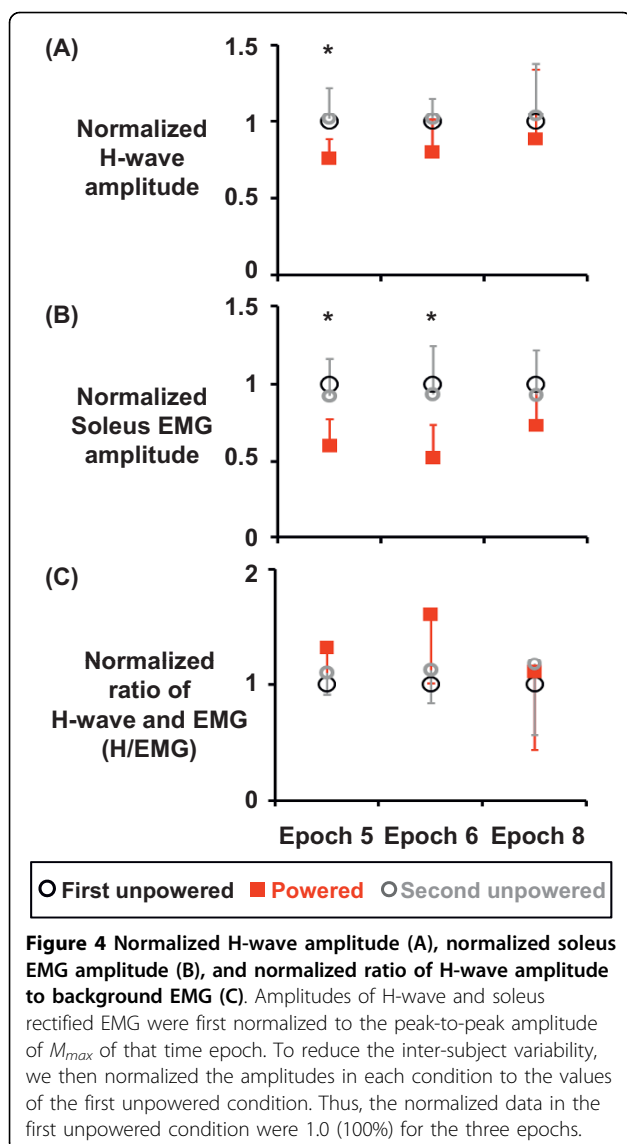 (A)
*
1.5
Normalized
H-wave
amplitude
1
0.5
0
(B)
*
*
1.5
Normalized
Soleus EMG
amplitude
1
0.5
0
(C)
2
Normalized
ratio of
H-wave and EMG
(H/EMG)
1
0
Epoch 5 Epoch 6 Epoch 8
First unpowered Powered Second unpowered
Figure 4 Normalized H-wave amplitude (A), normalized soleus
EMG amplitude (B), and normalized ratio of H-wave amplitude
to background EMG (C). Amplitudes of H-wave and soleus
rectified EMG were first normalized to the peak-to-peak amplitude
of Mmax of that time epoch. To reduce the inter-subject variability,
we then normalized the amplitudes in each condition to the values
of the first unpowered condition. Thus, the normalized data in the
first unpowered condition were 1.0 (100%) for the three epochs.